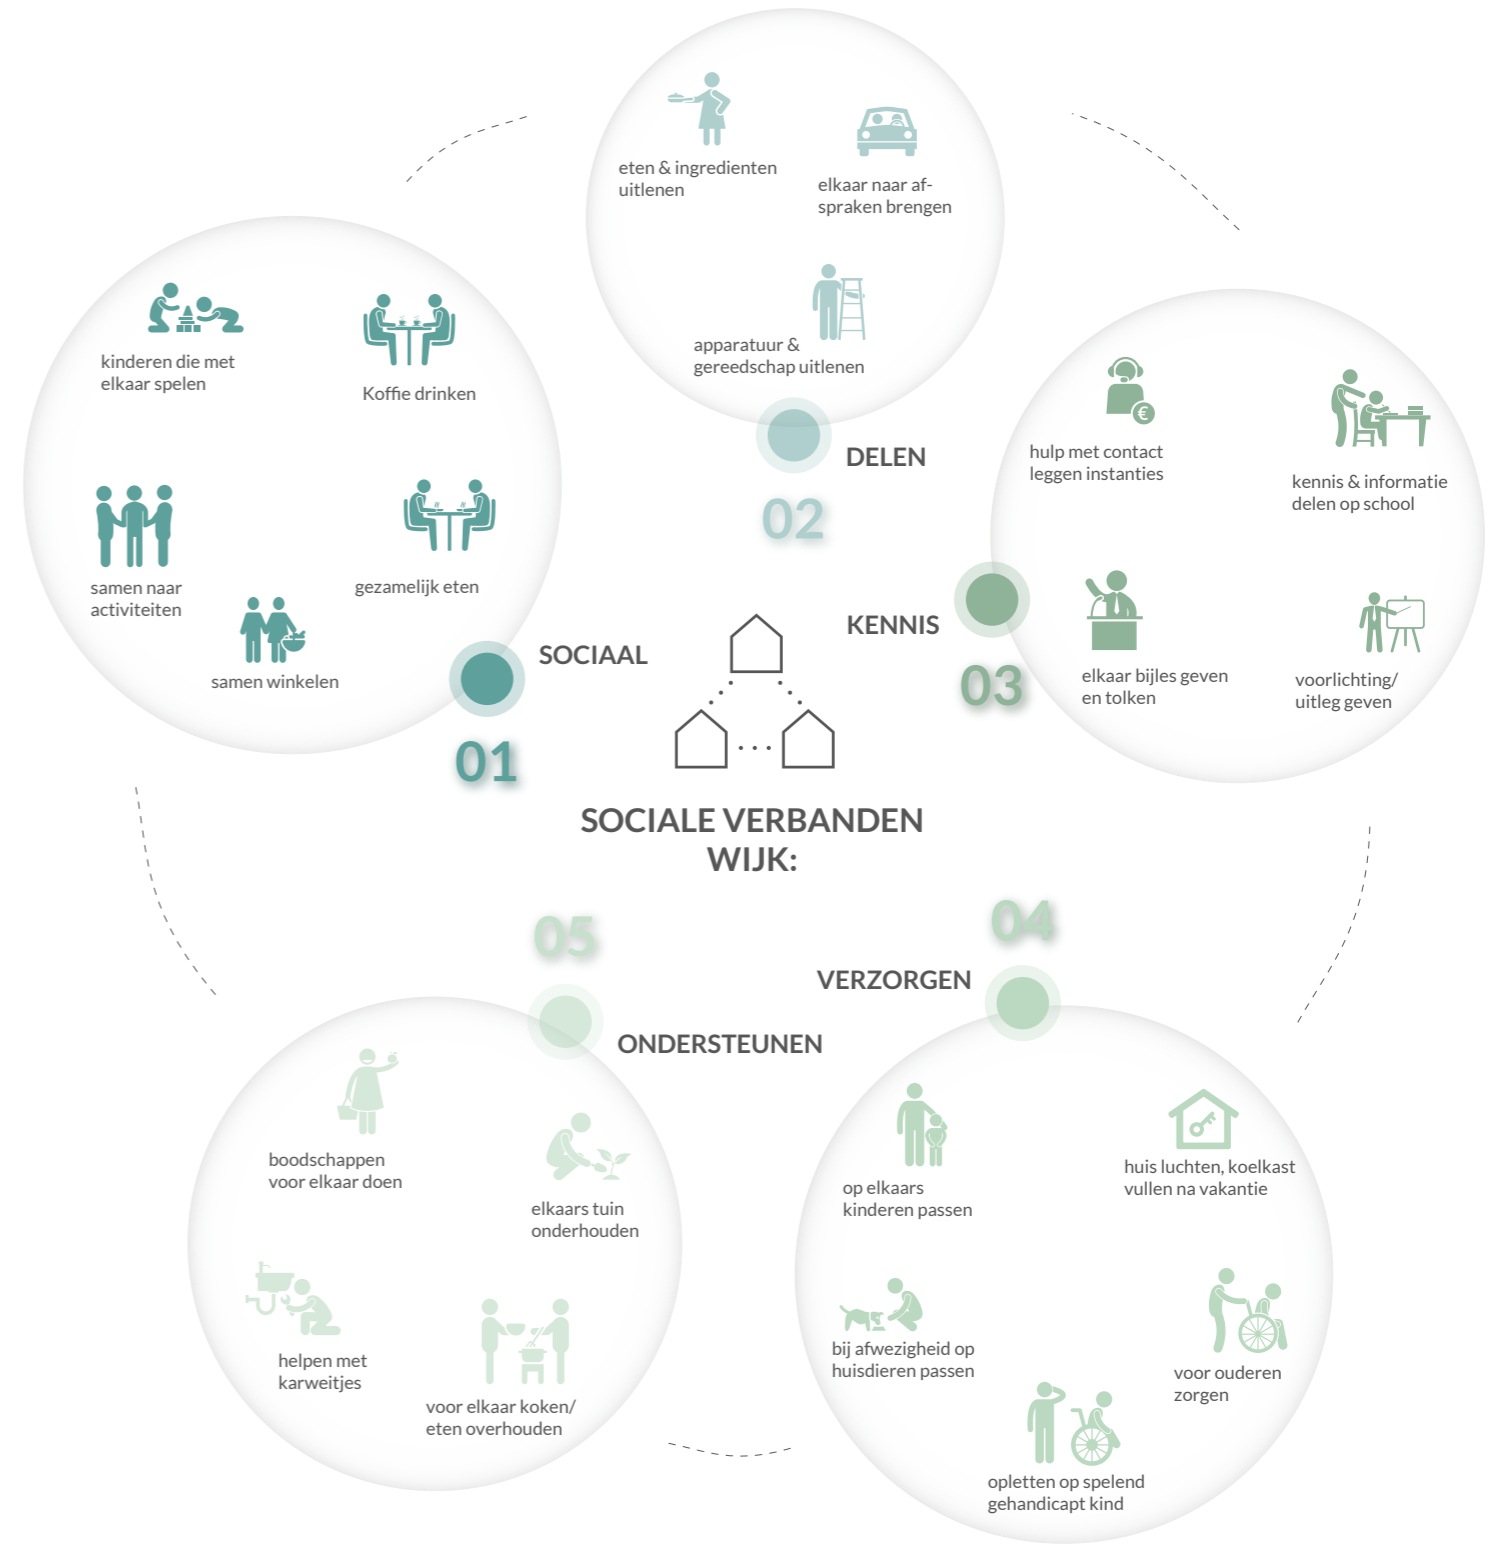 SOCIALE VERBANDEN
WIJK:
SOCIAAL
01
kinderen die met
elkaar spelen
Koffie drinken
samen naar
activiteiten
gezamelijk eten
samen winkelen
DELEN
02
eten & ingredienten
uitlenen
elkaar naar af-
spraken brengen
apparatuur &
gereedschap uitlenen
KENNIS
03
hulp met contact
leggen instanties
€
kennis & informatie
delen op school
elkaar bijles geven
en tolken
voorlichting/
uitleg geven
04
VERZORGEN
op elkaars
kinderen passen
huis luchten, koelkast
vullen na vakantie
bij afwezigheid op
huisdieren passen
voor ouderen
zorgen
opletten op spelend
gehandicapt kind
05
ONDERSTEUNEN
boodschappen
voor elkaar doen
elkaars tuin
onderhouden
helpen met
karweitjes
voor elkaar koken/
eten overhouden